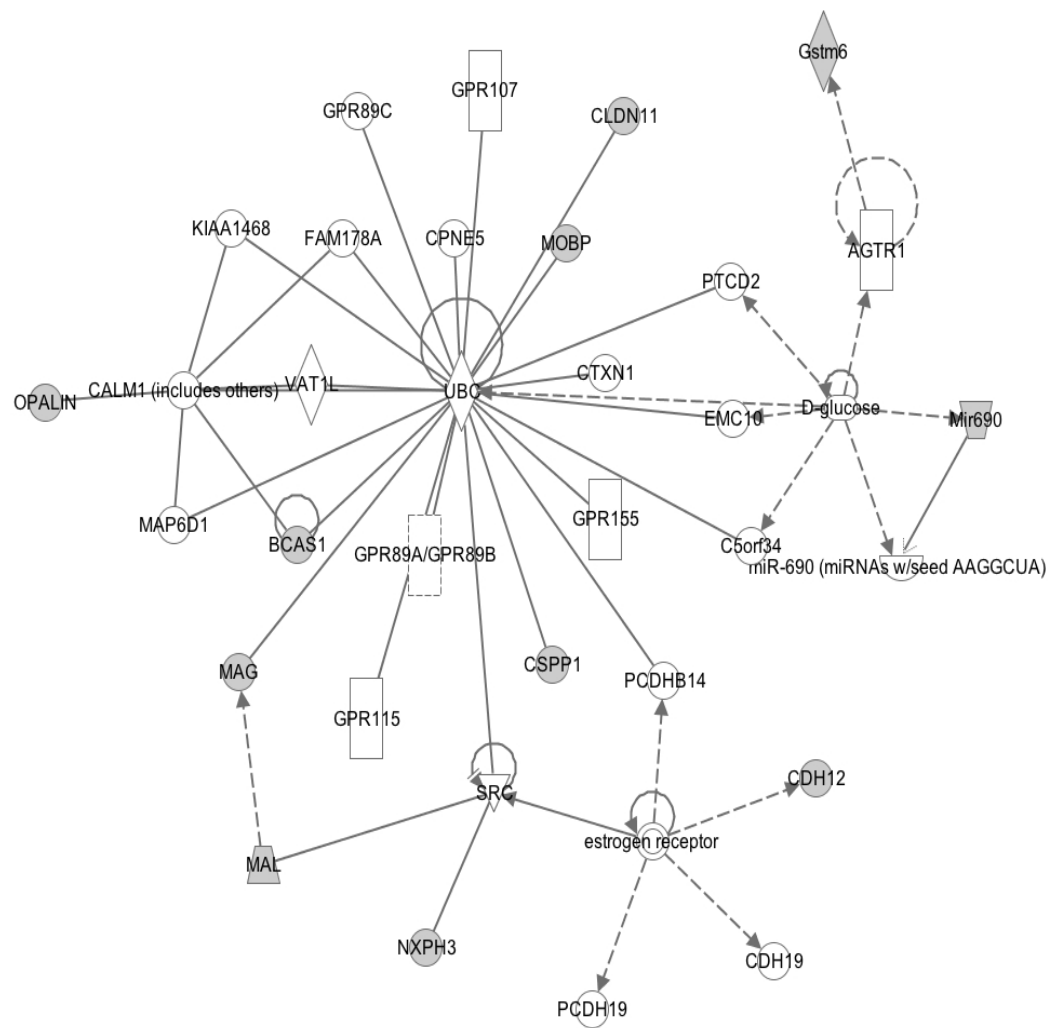 Gstm6
GPR107
GPR89C
CLDN11
KIAA1468
FAM178A
CPNE5
MOBP
AGTR1
PTCD2
CTXN1
OPALIN
CALM1 (includes others)
VAT1L
UBC
D-glucose
EMC10
Mir690
MAP6D1
BCAS1
GPR89A/GPR89B
GPR155
C5orf34
miR-690 (miRNAs w/seed AAGGCUA)
MAG
CSPP1
PCDHB14
GPR115
SRC
CDH12
estrogen receptor
MAL
NXPH3
CDH19
PCDH19